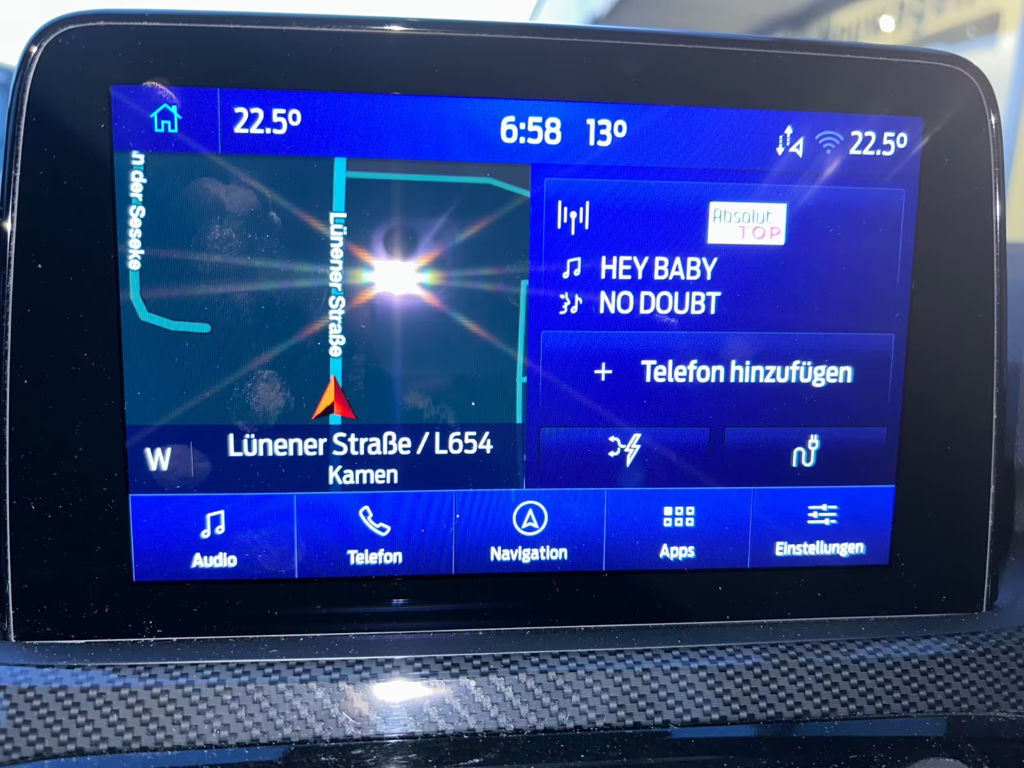 22.5°
6:58 13°
22.5°
n der Seseke
Lünener Straße
Absolut
TOP
HEY BABY
NO DOUBT
+ Telefon hinzufügen
W
Lünener Straße / L654
Kamen
Audio
Telefon
Navigation
Apps
Einstellungen